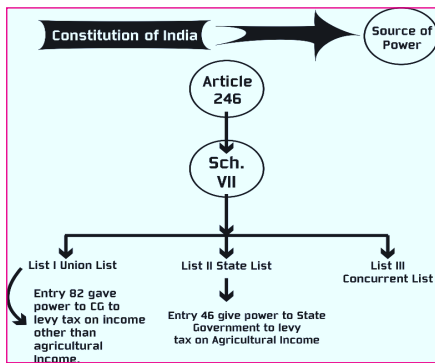 Constitution of India
Source of
Power
Article
246
Sch.
VII
List I Union List
List II State List
List III
Concurrent List
Entry 82 gave
power to CG to
levy tax on income
other than
agricultural
Income.
Entry 46 give power to State
Government to levy
tax on Agricultural Income